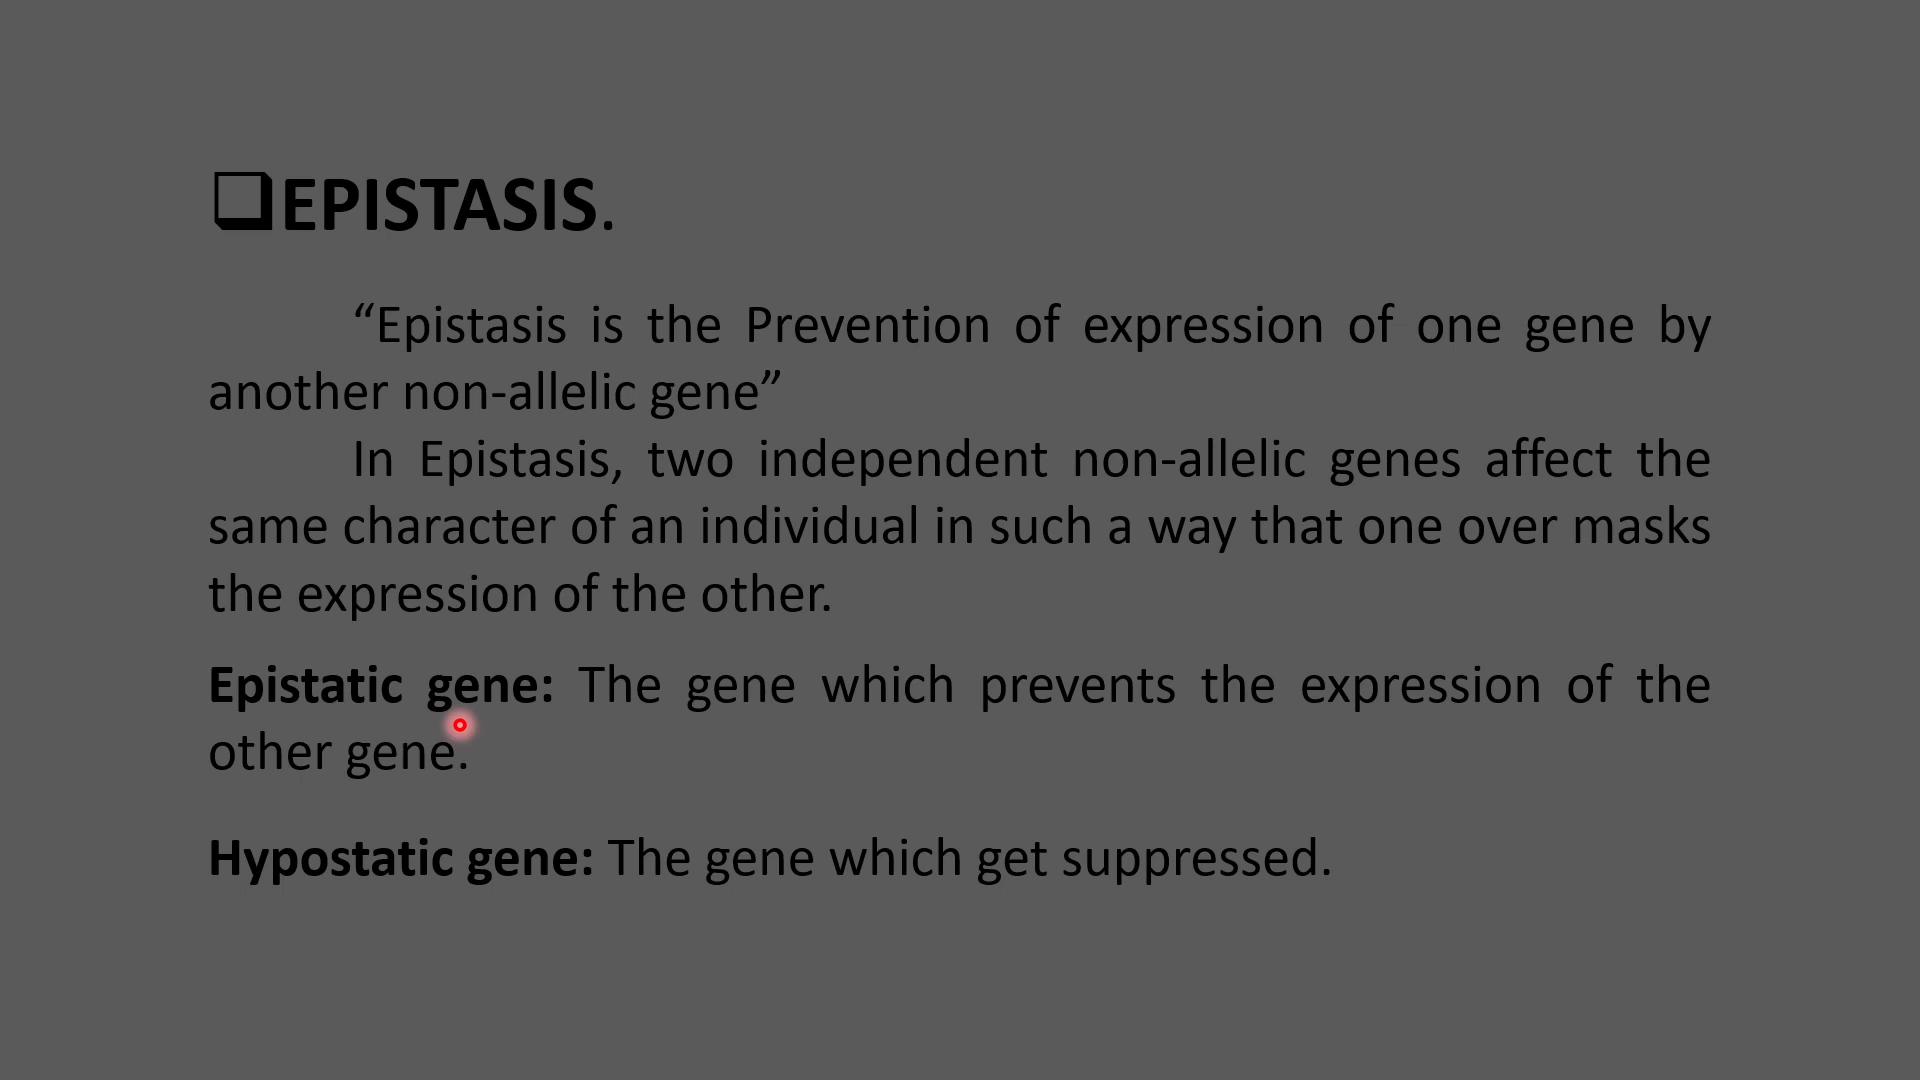 ❑EPISTASIS.
“Epistasis is the Prevention of expression of one gene by
another non-allelic gene”
In Epistasis, two independent non-allelic genes affect the
same character of an individual in such a way that one over masks
the expression of the other.
Epistatic gene: The gene which prevents the expression of the
other gene.
Hypostatic gene: The gene which get suppressed.